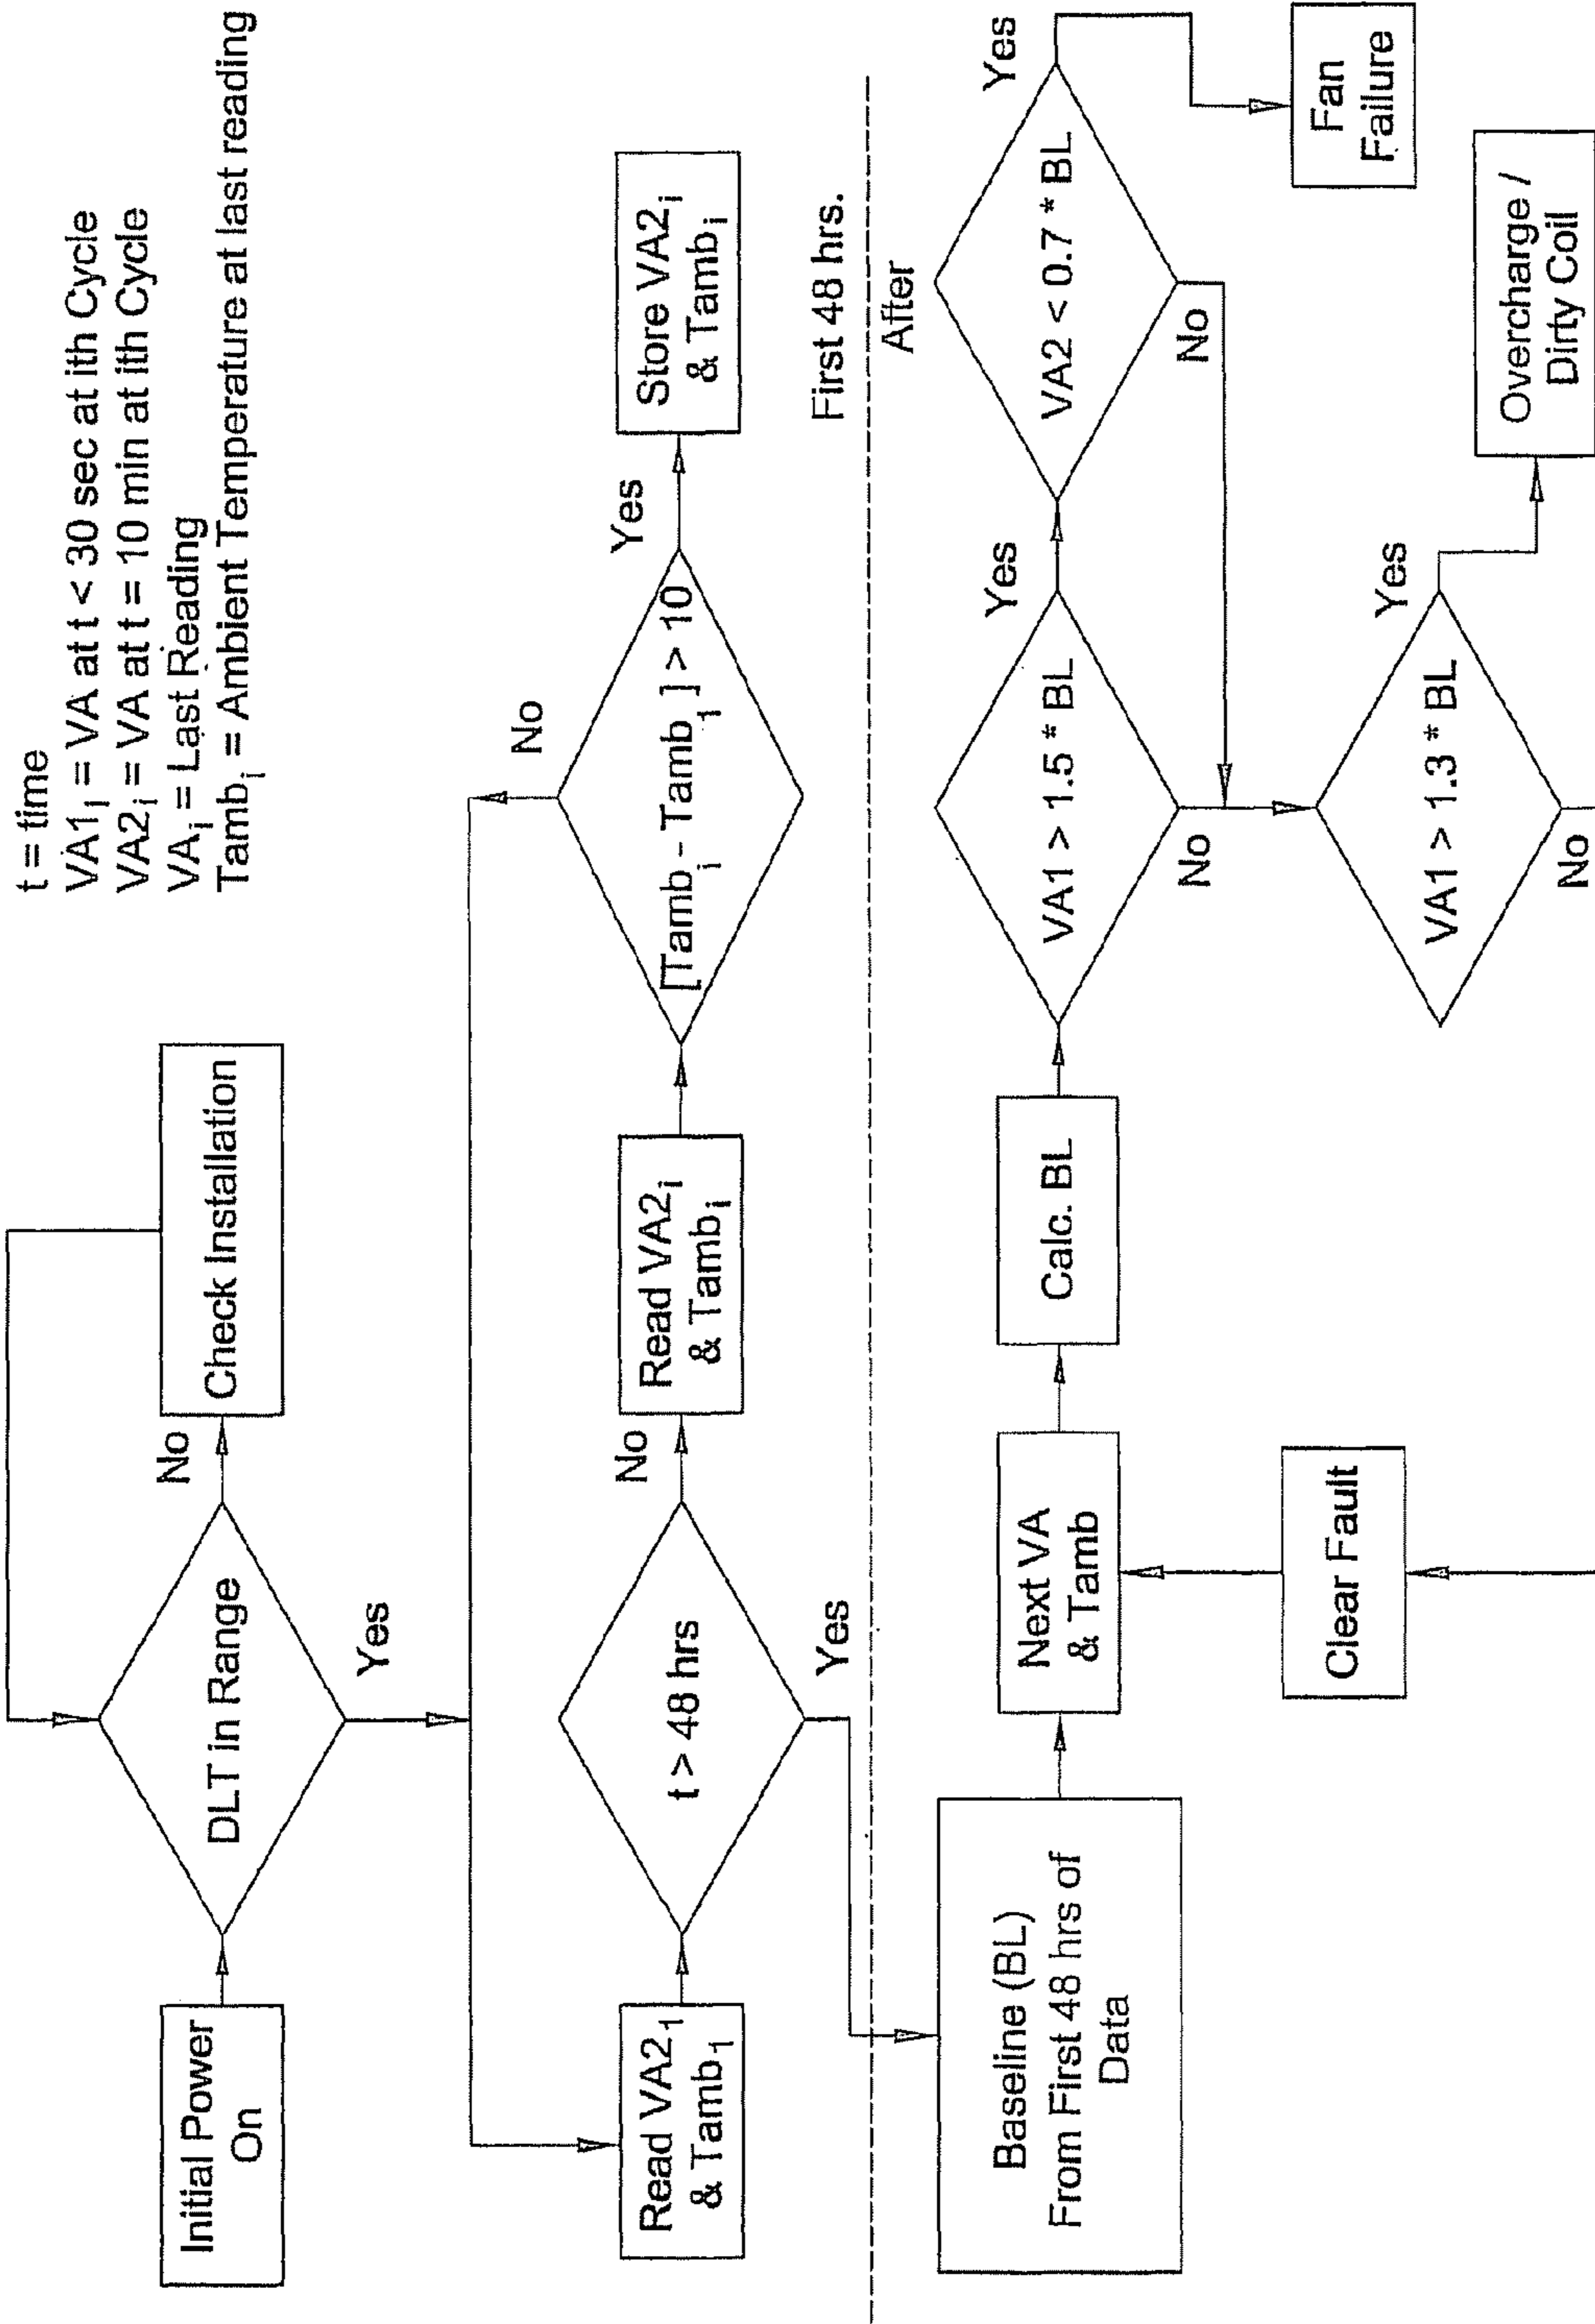 t = time
VA1i = VA at t < 30 sec at ith Cycle
VA2i = VA at t = 10 min at ith Cycle
VAi = Last Reading
Tambi = Ambient Temperature at last reading
Initial Power
On
DLT in Range
No
Check Installation
Yes
Read VA21
& Tamb1
t > 48 hrs
No
Read VA2i
& Tambi
[Tambi - Tamb1] > 10
No
Yes
Store VA2i
& Tambi
Yes
First 48 hrs.
After
Baseline (BL)
From First 48 hrs of
Data
Next VA
& Tamb
Calc. BL
VA1 > 1.5 * BL
Yes
VA2 < 0.7 * BL
Yes
No
No
Fan
Failure
Clear Fault
VA1 > 1.3 * BL
Yes
Overcharge /
Dirty Coil
No